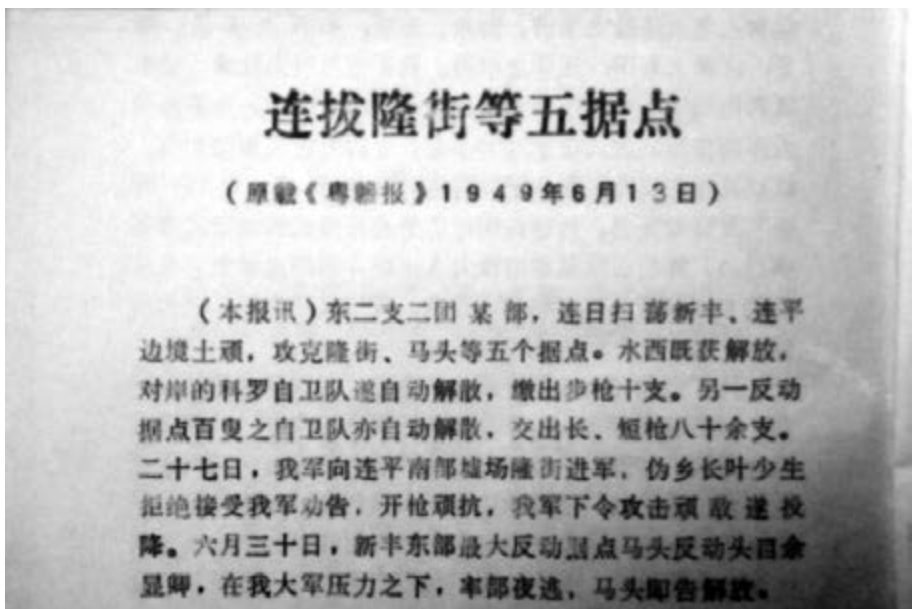 连拔隆街等五据点
（原载《粤赣报》1949年6月13日）
（本报讯）东二支二团某部，连日扫荡新丰、连平
边境土顽，攻克隆街、马头等五个据点。水西既获解放，
对岸的科罗自卫队遂自动解散，缴出步枪十支。另一反动
据点百叟之自卫队亦自动解散，交出长、短枪八十余支。
二十七日，我军向连平南部墟场隆街进军，伪乡长叶少生
拒绝接受我军劝告，开枪顽抗，我军下令攻击顽敌遂投
降。六月三十日，新丰东部最大反动据点马头反动头目余
显卿，在我大军压力之下，率部夜逃，马头即告解放。